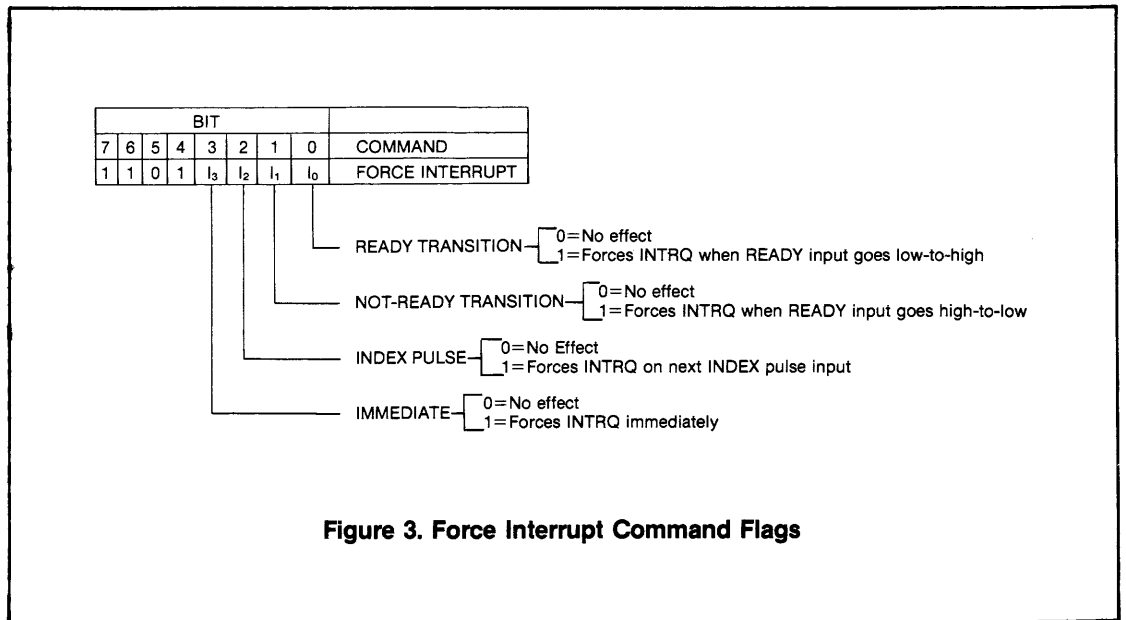 BIT
7 6 5 4 3 2 1 0 COMMAND
1 1 0 1 I₃ I₂ I₁ I₀ FORCE INTERRUPT
READY TRANSITION
0=No effect
1=Forces INTRQ when READY input goes low-to-high
NOT-READY TRANSITION
0=No effect
1=Forces INTRQ when READY input goes high-to-low
INDEX PULSE
0=No Effect
1=Forces INTRQ on next INDEX pulse input
IMMEDIATE
0=No effect
1=Forces INTRQ immediately
Figure 3. Force Interrupt Command Flags